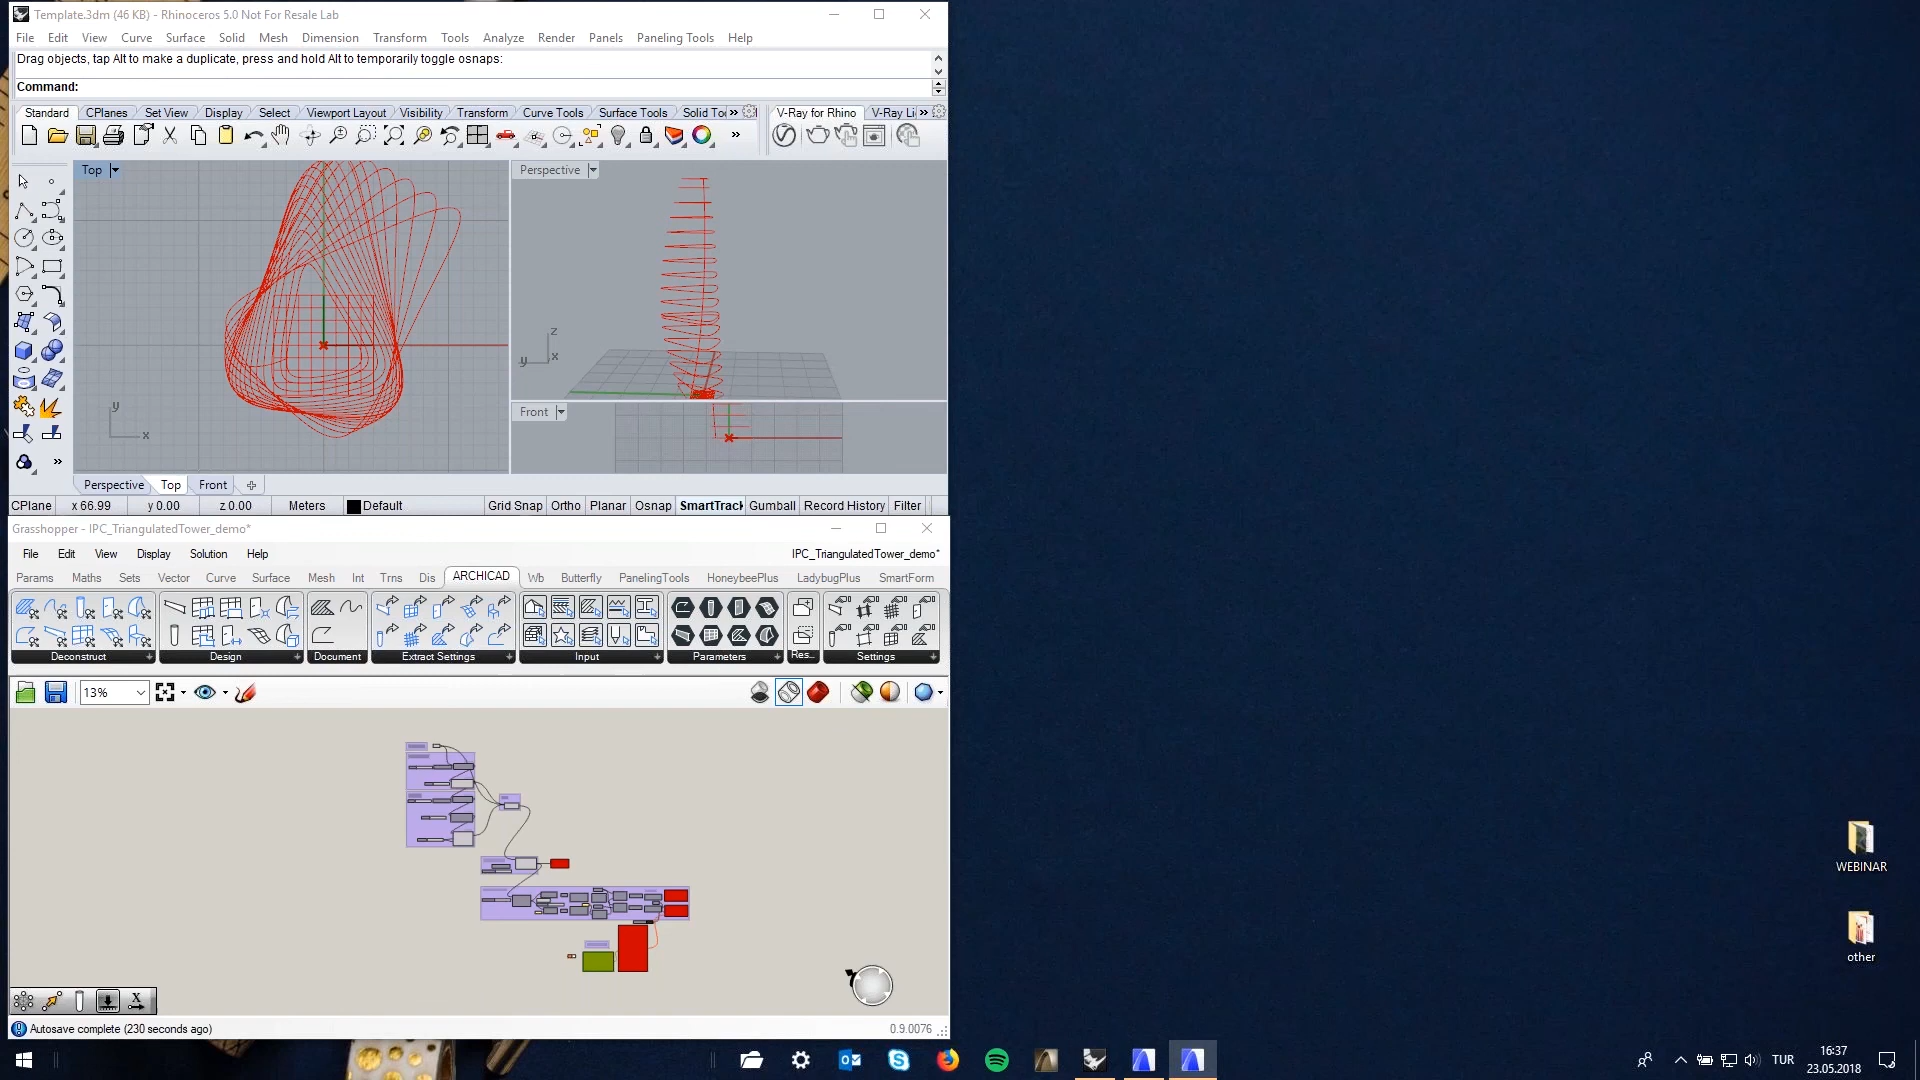 Template.3dm (46 KB) - Rhinoceros 5.0 Not For Resale Lab
File Edit View Curve Surface Solid Mesh Dimension Transform Tools Analyze Render Panels Paneling Tools Help
Drag objects, tap Alt to make a duplicate, press and hold Alt to temporarily toggle osnaps:
Command:
Standard CPlanes Set View Display Select Viewport Layout Visibility Transform Curve Tools Surface Tools Solid Too » V-Ray for Rhino V-Ray Li »
»
Top
Perspective
z
y x
Front
y
x
»
Perspective Top Front
CPlane x 66.99 y 0.00 z 0.00 Meters Default Grid Snap Ortho Planar Osnap SmartTrack Gumball Record History Filter
Grasshopper - IPC_TriangulatedTower_demo*
File Edit View Display Solution Help IPC_TriangulatedTower_demo*
Params Maths Sets Vector Curve Surface Mesh Int Trns Dis ARCHICAD Wb Butterfly PanelingTools HoneybeePlus LadybugPlus SmartForm
Deconstruct Design Document Extract Settings Input Parameters Res... Settings
13%
X
Autosave complete (230 seconds ago) 0.9.0076
WEBINAR
other
TUR
16:37
23.05.2018